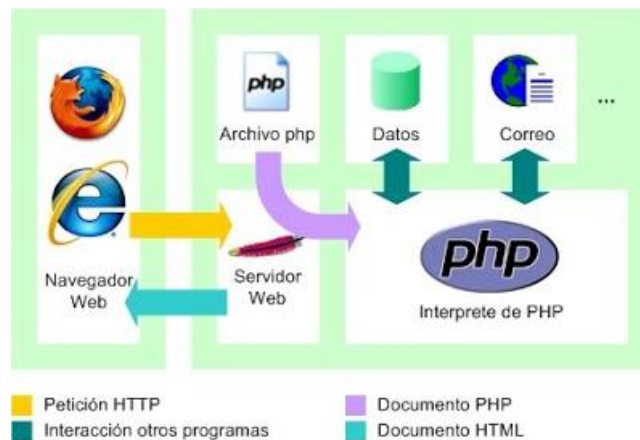 php
Archivo php
Datos
Correo
...
Navegador
Web
Servidor
Web
php
Interprete de PHP
Petición HTTP
Interacción otros programas
Documento PHP
Documento HTML